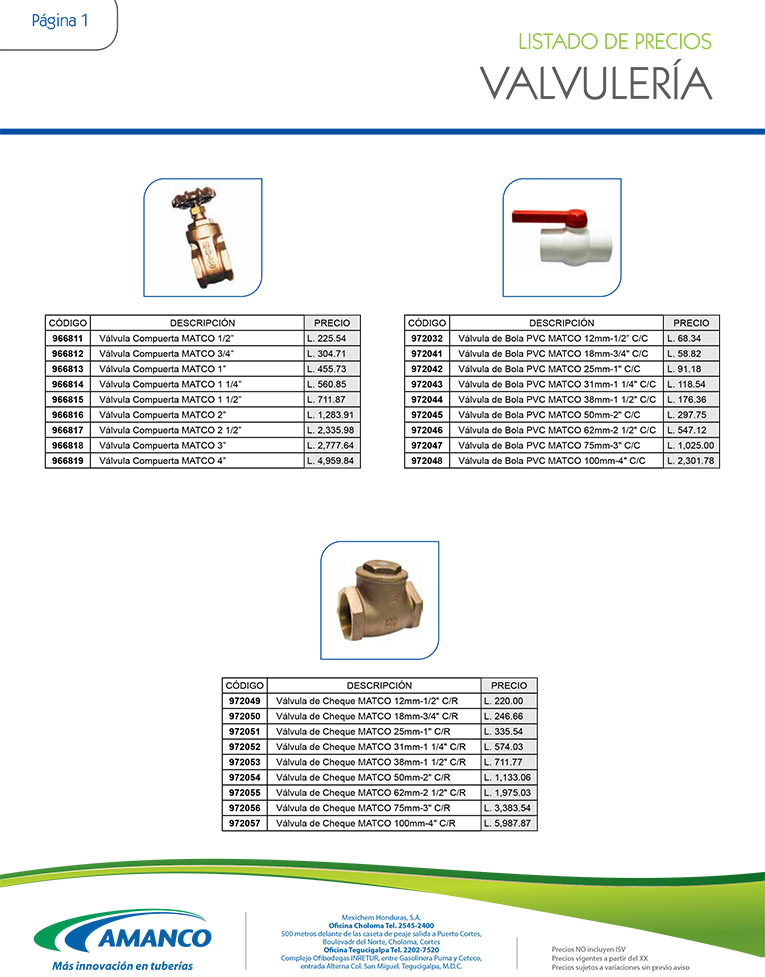 Página 1
LISTADO DE PRECIOS
VALVULERÍA
CÓDIGO DESCRIPCIÓN PRECIO
966811 Válvula Compuerta MATCO 1/2" L. 225.54
966812 Válvula Compuerta MATCO 3/4" L. 304.71
966813 Válvula Compuerta MATCO 1" L. 455.73
966814 Válvula Compuerta MATCO 1 1/4" L. 560.85
966815 Válvula Compuerta MATCO 1 1/2" L. 711.87
966816 Válvula Compuerta MATCO 2" L. 1,283.91
966817 Válvula Compuerta MATCO 2 1/2" L. 2,335.98
966818 Válvula Compuerta MATCO 3" L. 2,777.64
966819 Válvula Compuerta MATCO 4" L. 4,959.84
CÓDIGO DESCRIPCIÓN PRECIO
972032 Válvula de Bola PVC MATCO 12mm-1/2" C/C L. 68.34
972041 Válvula de Bola PVC MATCO 18mm-3/4" C/C L. 58.82
972042 Válvula de Bola PVC MATCO 25mm-1" C/C L. 91.18
972043 Válvula de Bola PVC MATCO 31mm-1 1/4" C/C L. 118.54
972044 Válvula de Bola PVC MATCO 38mm-1 1/2" C/C L. 176.36
972045 Válvula de Bola PVC MATCO 50mm-2" C/C L. 297.75
972046 Válvula de Bola PVC MATCO 62mm-2 1/2" C/C L. 547.12
972047 Válvula de Bola PVC MATCO 75mm-3" C/C L. 1,025.00
972048 Válvula de Bola PVC MATCO 100mm-4" C/C L. 2,301.78
CÓDIGO DESCRIPCIÓN PRECIO
972049 Válvula de Cheque MATCO 12mm-1/2" C/R L. 220.00
972050 Válvula de Cheque MATCO 18mm-3/4" C/R L. 246.66
972051 Válvula de Cheque MATCO 25mm-1" C/R L. 335.54
972052 Válvula de Cheque MATCO 31mm-1 1/4" C/R L. 574.03
972053 Válvula de Cheque MATCO 38mm-1 1/2" C/R L. 711.77
972054 Válvula de Cheque MATCO 50mm-2" C/R L. 1,133.06
972055 Válvula de Cheque MATCO 62mm-2 1/2" C/R L. 1,975.03
972056 Válvula de Cheque MATCO 75mm-3" C/R L. 3,383.54
972057 Válvula de Cheque MATCO 100mm-4" C/R L. 5,987.87
AMANCO
Más innovación en tuberías
Mexichem Honduras, S.A.
Oficina Choloma Tel. 2545-2400
500 metros delante de las caseta de peaje salida a Puerto Cortes,
Boulevadr del Norte, Choloma, Cortes
Oficina Tegucigalpa Tel. 2202-7520
Complejo Ofibodegas INRETUR, entre Gasolinera Puma y Ceteco,
entrada Alterna Col. San Miguel. Tegucigalpa, M.D.C.
Precios NO incluyen ISV
Precios vigentes a partir del XX
Precios sujetos a variaciones sin previo aviso